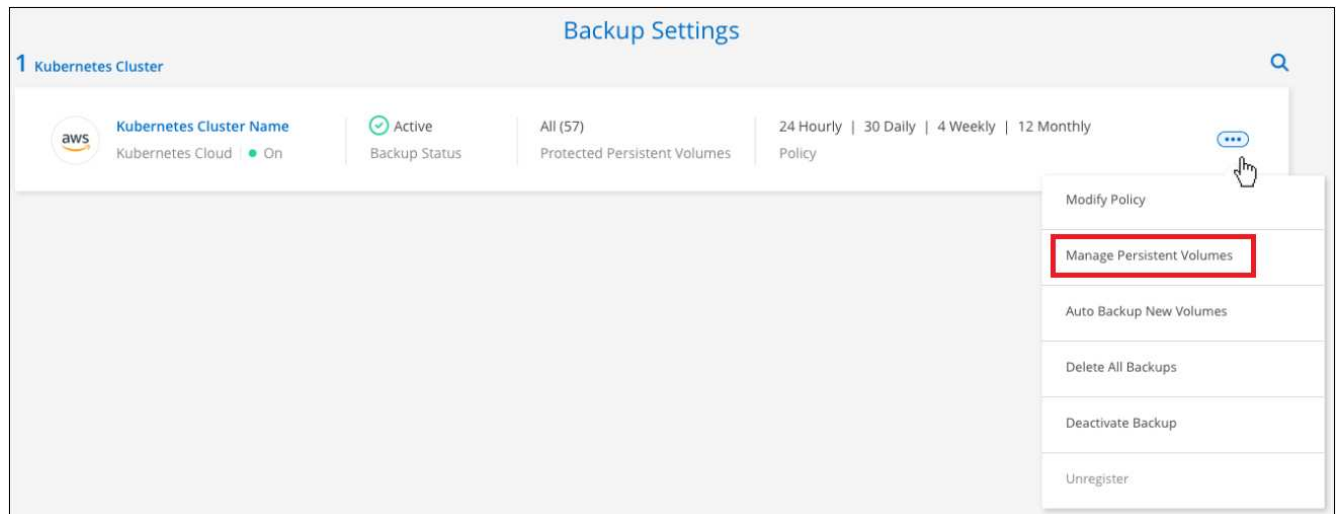 Backup Settings
1 Kubernetes Cluster
aws
Kubernetes Cluster Name
Kubernetes Cloud
On
Active
Backup Status
All (57)
Protected Persistent Volumes
24 Hourly | 30 Daily | 4 Weekly | 12 Monthly
Policy
Modify Policy
Manage Persistent Volumes
Auto Backup New Volumes
Delete All Backups
Deactivate Backup
Unregister